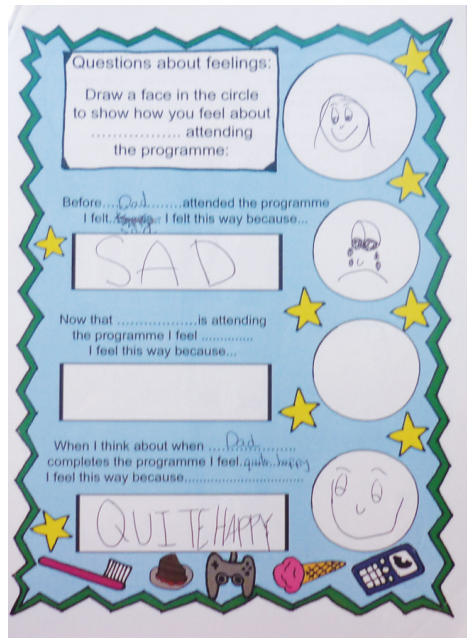 Questions about feelings:
Draw a face in the circle
to show how you feel about
.................. attending
the programme:
Before....Dad........attended the programme
I felt. I felt this way because...
SAD
Now that ..................is attending
the programme I feel ..............
I feel this way because...
When I think about when ....Dad..........
completes the programme I feel.quite happy
I feel this way because..............................
QUITE HAPPY